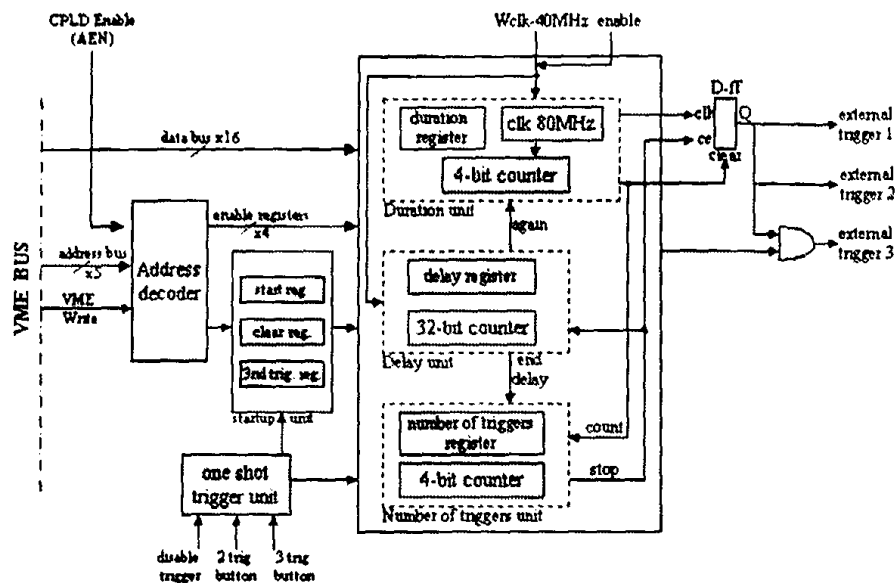 CPLD Enable
(AEN)
Wclk-40MHz enable
D-ff
data bus x16
duration
register
clk 80MHz
clk
Q
ce
clear
external
trigger 1
4-bit counter
Duration unit
external
trigger 2
enable registers
x4
again
external
trigger 3
VME BUS
address bus
x5
Address
decoder
VME
Write
start reg
clear reg.
3nd trig. reg.
startup unit
delay register
32-bit counter
Delay unit
end
delay
number of triggers
register
count
4-bit counter
stop
Number of triggers unit
one shot
trigger unit
disable
trigger
2 trig
button
3 trig
button